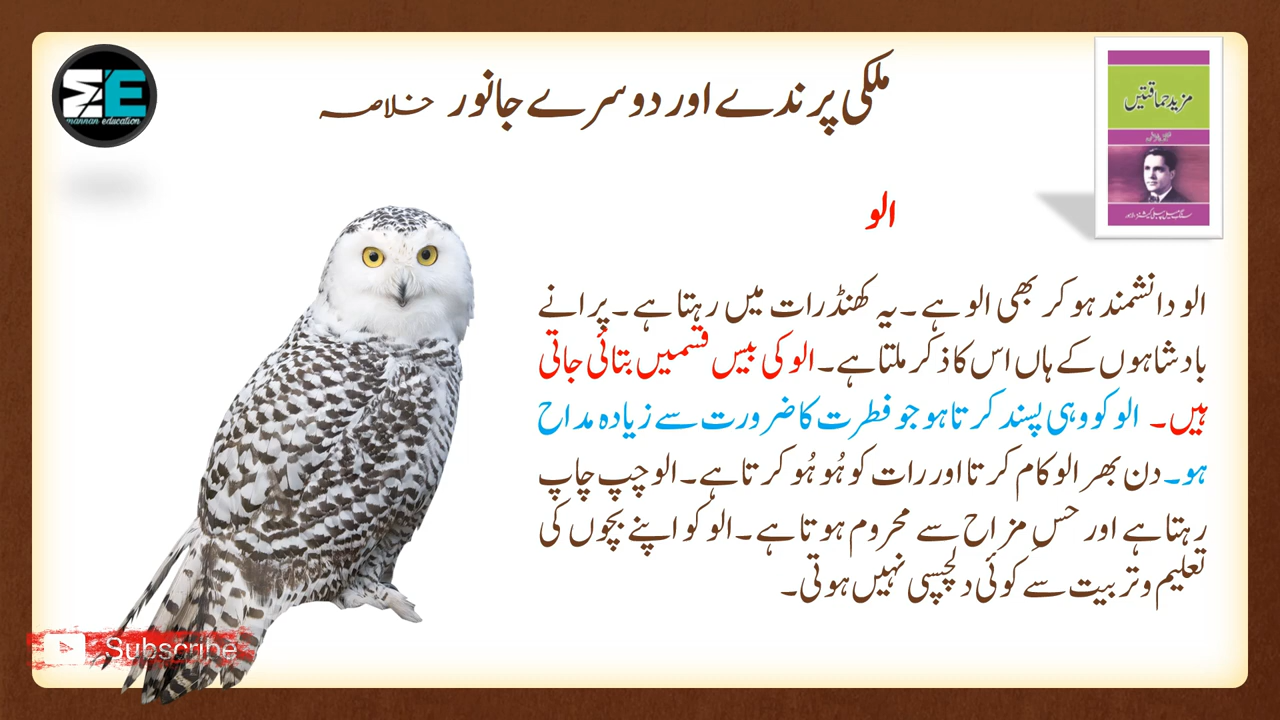 ملکی پرندے اور دوسرے جانور خلاصہ
mannan education
مزید حماقتیں
الو
الو دانشمند ہو کر بھی الو ہے۔ یہ کھنڈرات میں رہتا ہے۔ پرانے
بادشاہوں کے ہاں اس کا ذکر ملتا ہے۔ الو کی بیس قسمیں بتائی جاتی
ہیں۔ الو کو وہی پسند کرتا ہو جو فطرت کا ضرورت سے زیادہ مداح
ہو۔ دن بھر الو کام کرتا اور رات کو ہُو ہُو کرتا ہے۔ الو چپ چاپ
رہتا ہے اور حسِ مزاح سے محروم ہوتا ہے۔ الو کو اپنے بچوں کی
تعلیم و تربیت سے کوئی دلچسپی نہیں ہوتی۔
Subscribe